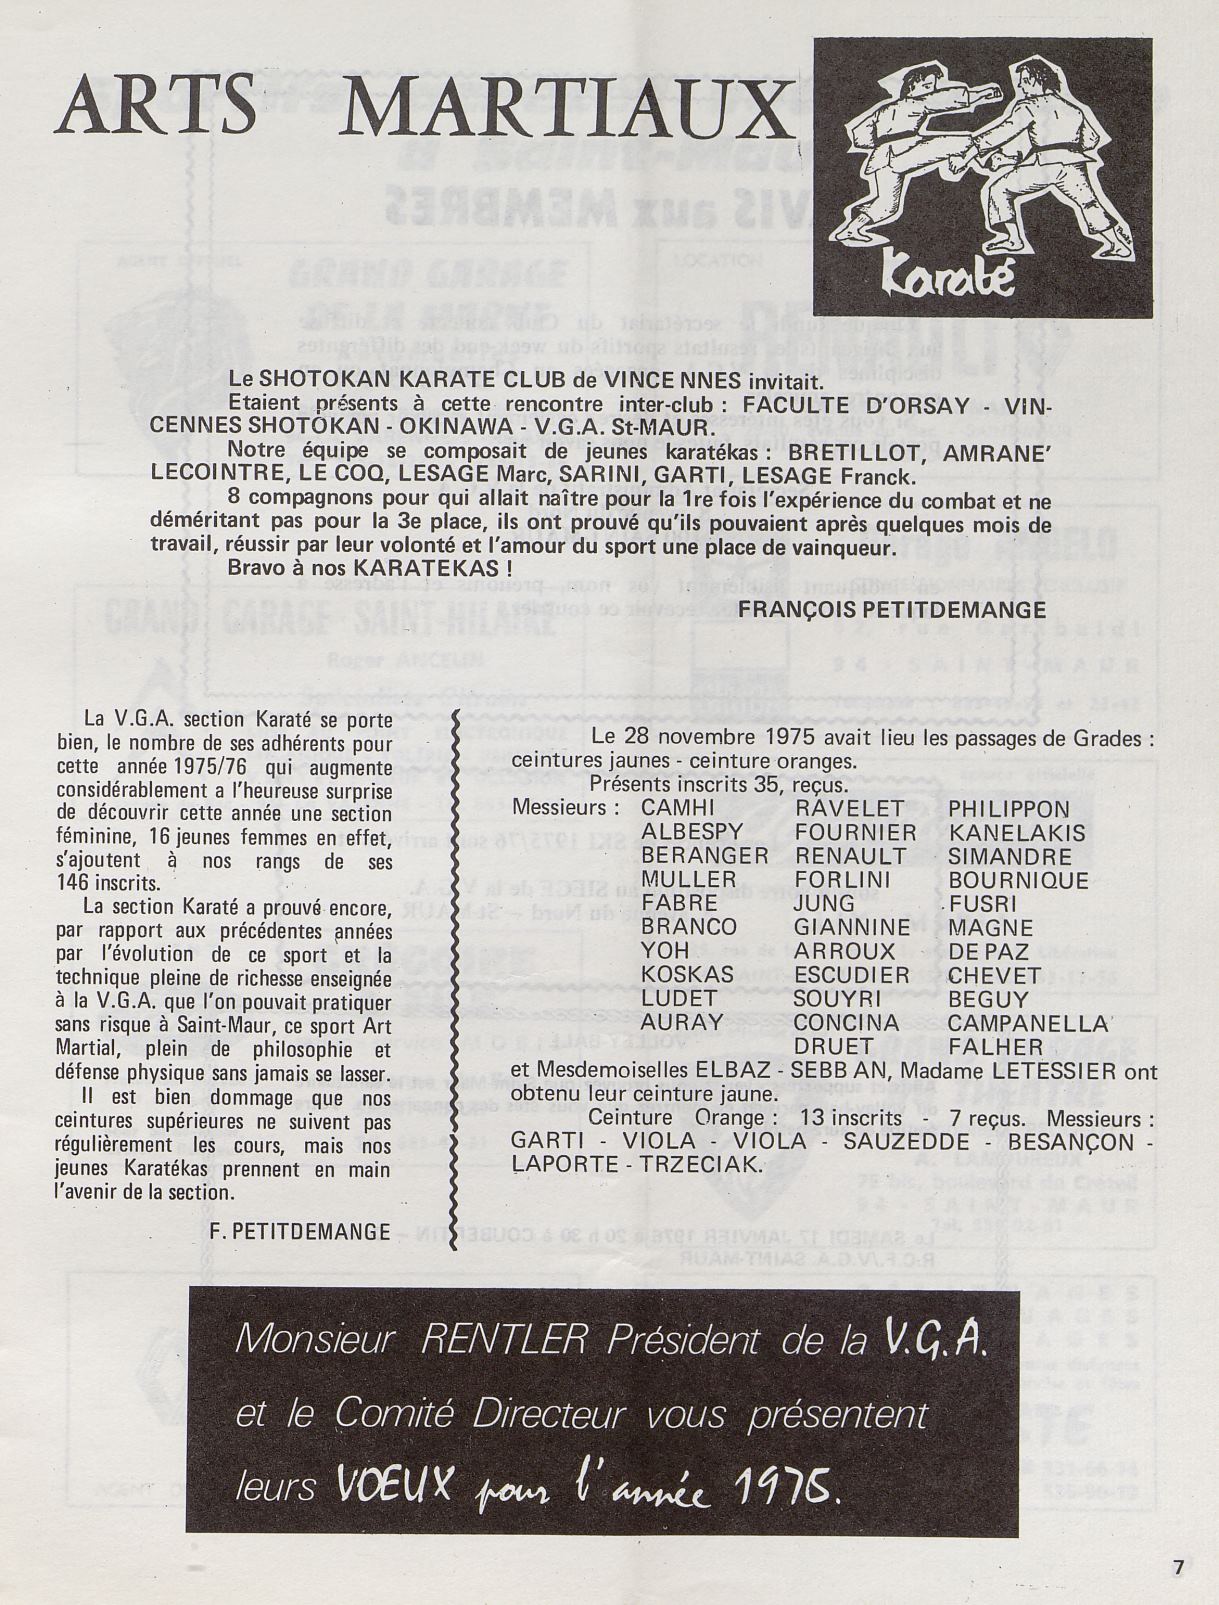 ARTS MARTIAUX
Karaté
Le SHOTOKAN KARATE CLUB de VINCE NNES invitait.
Etaient présents à cette rencontre inter-club : FACULTE D'ORSAY - VIN-
CENNES SHOTOKAN - OKINAWA - V.G.A. St-MAUR.
Notre équipe se composait de jeunes karatékas : BRETILLOT, AMRANE'
LECOINTRE, LE COQ, LESAGE Marc, SARINI, GARTI, LESAGE Franck.
8 compagnons pour qui allait naître pour la 1re fois l'expérience du combat et ne
déméritant pas pour la 3e place, ils ont prouvé qu'ils pouvaient après quelques mois de
travail, réussir par leur volonté et l'amour du sport une place de vainqueur.
Bravo à nos KARATEKAS !
FRANÇOIS PETITDEMANGE
La V.G.A. section Karaté se porte
bien, le nombre de ses adhérents pour
cette année 1975/76 qui augmente
considérablement a l'heureuse surprise
de découvrir cette année une section
féminine, 16 jeunes femmes en effet,
s'ajoutent à nos rangs de ses
146 inscrits.
La section Karaté a prouvé encore,
par rapport aux précédentes années
par l'évolution de ce sport et la
technique pleine de richesse enseignée
à la V.G.A. que l'on pouvait pratiquer
sans risque à Saint-Maur, ce sport Art
Martial, plein de philosophie et
défense physique sans jamais se lasser.
Il est bien dommage que nos
ceintures supérieures ne suivent pas
régulièrement les cours, mais nos
jeunes Karatékas prennent en main
l'avenir de la section.
F. PETITDEMANGE
Le 28 novembre 1975 avait lieu les passages de Grades :
ceintures jaunes - ceinture oranges.
Présents inscrits 35, reçus.
Messieurs : CAMHI RAVELET PHILIPPON
ALBESPY FOURNIER KANELAKIS
BERANGER RENAULT SIMANDRE
MULLER FORLINI BOURNIQUE
FABRE JUNG FUSRI
BRANCO GIANNINE MAGNE
YOH ARROUX DE PAZ
KOSKAS ESCUDIER CHEVET
LUDET SOUYRI BEGUY
AURAY CONCINA CAMPANELLA
DRUET FALHER
et Mesdemoiselles ELBAZ - SEBB AN, Madame LETESSIER ont
obtenu leur ceinture jaune.
Ceinture Orange : 13 inscrits - 7 reçus. Messieurs :
GARTI - VIOLA - VIOLA - SAUZEDDE - BESANÇON -
LAPORTE - TRZECIAK.
Monsieur RENTLER Président de la V.G.A.
et le Comité Directeur vous présentent
leurs VOEUX pour l'année 1975.
7